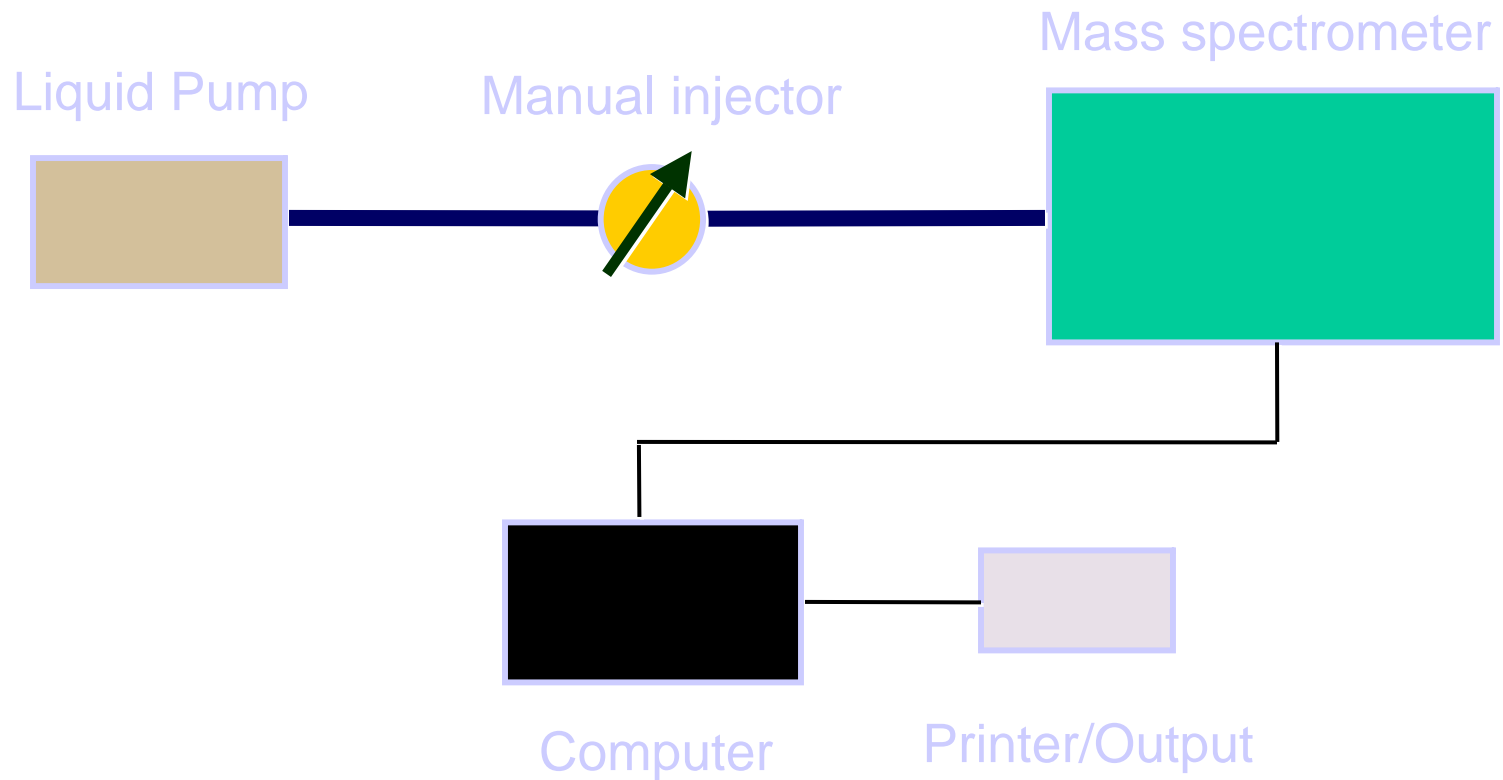 Mass spectrometer
Liquid Pump
Manual injector
Computer
Printer/Output